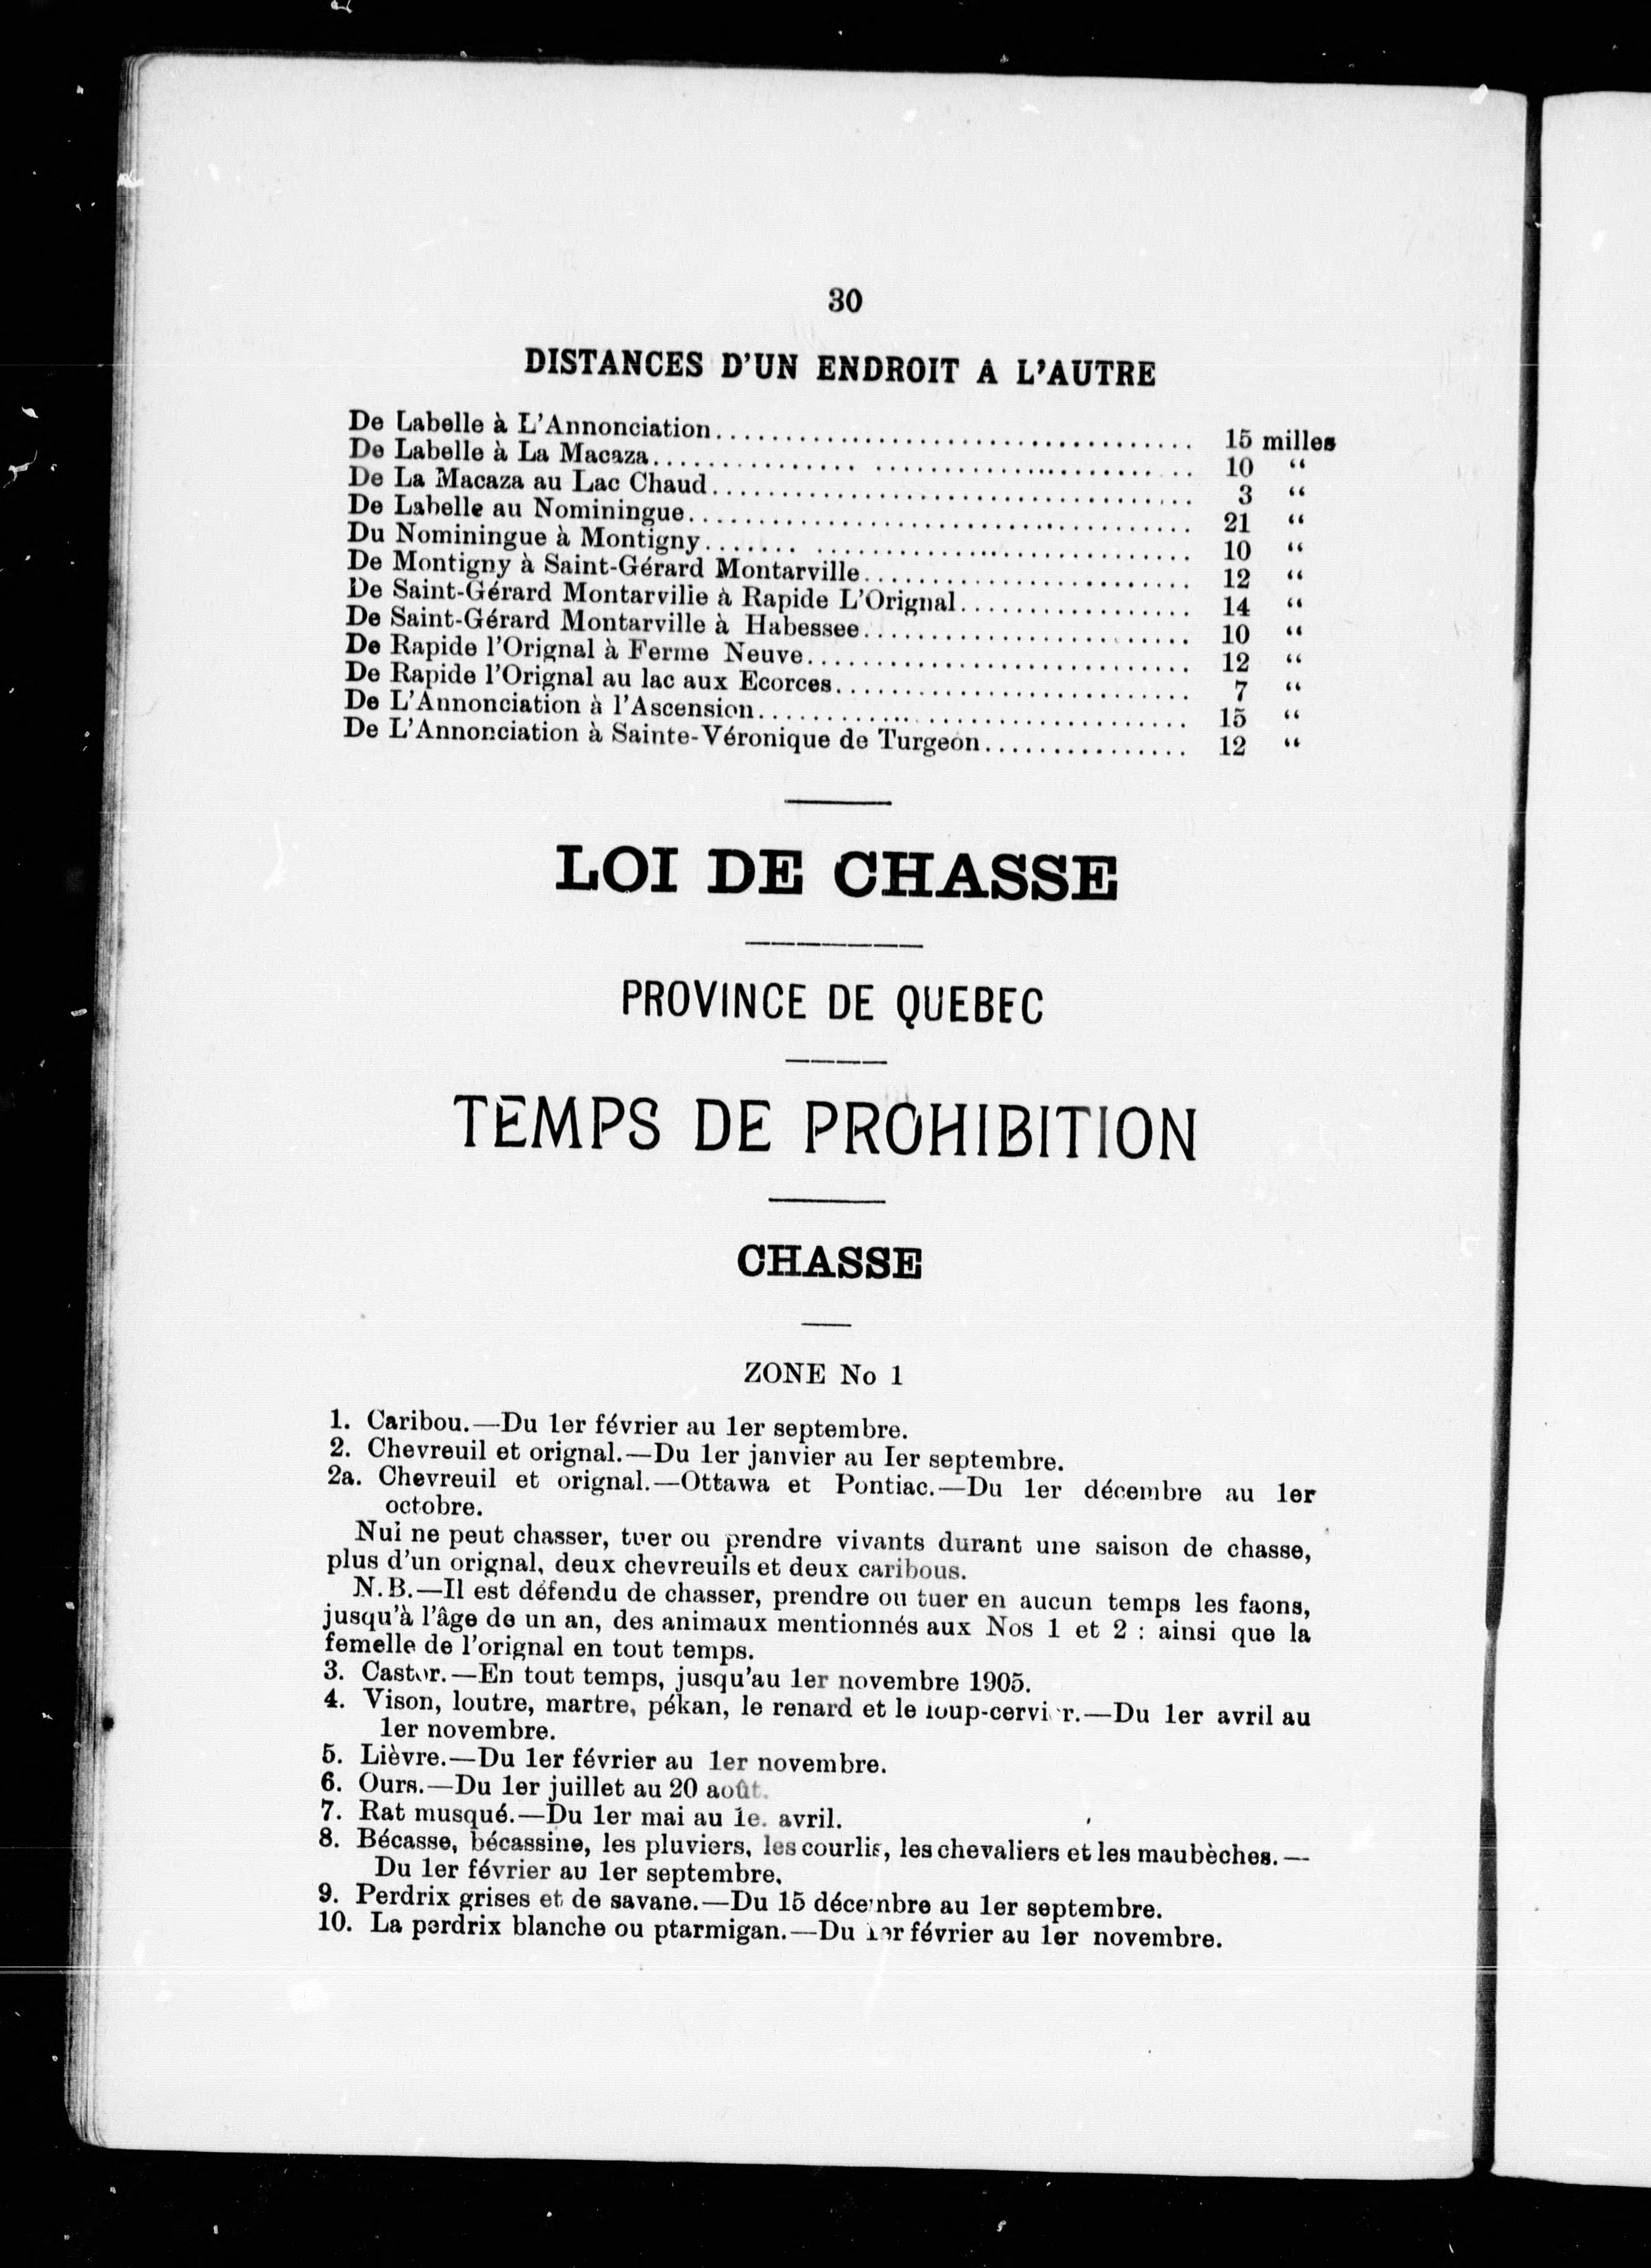 30
DISTANCES D'UN ENDROIT A L'AUTRE
De Labelle à L'Annonciation........ 15 milles
De Labelle à La Macaza........ 10 “
De La Macaza au Lac Chaud........ 3 “
De Labelle au Nominingue........ 21 “
Du Nominingue à Montigny........ 10 “
De Montigny à Saint-Gérard Montarville........ 12 “
De Saint-Gérard Montarvilie à Rapide L'Orignal........ 14 “
De Saint-Gérard Montarville à Habessee........ 10 “
De Rapide l'Orignal à Ferme Neuve........ 12 “
De Rapide l'Orignal au lac aux Ecorces........ 7 “
De L'Annonciation à l'Ascension........ 15 “
De L'Annonciation à Sainte-Véronique de Turgeon........ 12 “
LOI DE CHASSE
PROVINCE DE QUEBEC
TEMPS DE PROHIBITION
CHASSE
ZONE No 1
1. Caribou.—Du 1er février au 1er septembre.
2. Chevreuil et orignal.—Du 1er janvier au Ier septembre.
2a. Chevreuil et orignal.—Ottawa et Pontiac.—Du 1er décembre au 1er
octobre.
Nul ne peut chasser, tuer ou prendre vivants durant une saison de chasse,
plus d'un orignal, deux chevreuils et deux caribous.
N.B.—Il est défendu de chasser, prendre ou tuer en aucun temps les faons,
jusqu'à l'âge de un an, des animaux mentionnés aux Nos 1 et 2 : ainsi que la
femelle de l'orignal en tout temps.
3. Castor.—En tout temps, jusqu'au 1er novembre 1905.
4. Vison, loutre, martre, pékan, le renard et le loup-cervier.—Du 1er avril au
1er novembre.
5. Lièvre.—Du 1er février au 1er novembre.
6. Ours.—Du 1er juillet au 20 août.
7. Rat musqué.—Du 1er mai au 1er avril.
8. Bécasse, bécassine, les pluviers, les courlis, les chevaliers et les maubèches.—
Du 1er février au 1er septembre.
9. Perdrix grises et de savane.—Du 15 décembre au 1er septembre.
10. La perdrix blanche ou ptarmigan.—Du 1er février au 1er novembre.